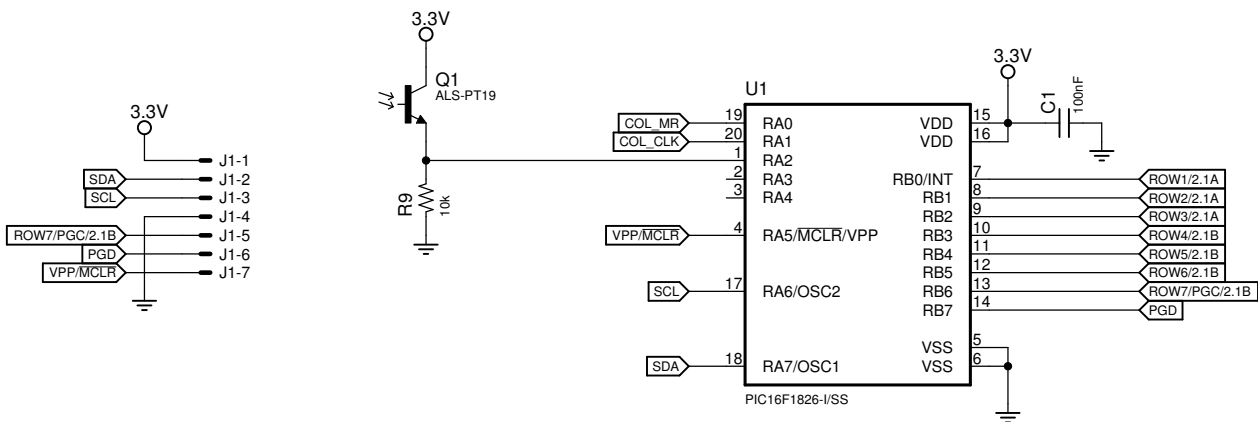 3.3V
J1-1
SDA J1-2
SCL J1-3
J1-4
ROW7/PGC/2.1B J1-5
PGD J1-6
VPP/MCLR J1-7
3.3V
Q1
ALS-PT19
R9
10k
U1
COL_MR 19 RA0
COL_CLK 20 RA1
1 RA2
2 RA3
3 RA4
VPP/MCLR 4 RA5/MCLR/VPP
SCL 17 RA6/OSC2
SDA 18 RA7/OSC1
PIC16F1826-I/SS
3.3V
C1
100nF
VDD 15
VDD 16
RB0/INT 7 ROW1/2.1A
RB1 8 ROW2/2.1A
RB2 9 ROW3/2.1A
RB3 10 ROW4/2.1B
RB4 11 ROW5/2.1B
RB5 12 ROW6/2.1B
RB6 13 ROW7/PGC/2.1B
RB7 14 PGD
VSS 5
VSS 6